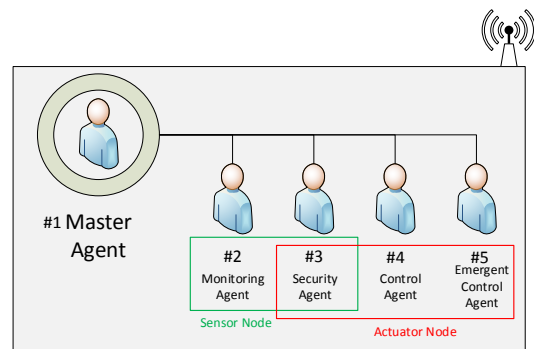 #1 Master
Agent
#2
Monitoring
Agent
#3
Security
Agent
#4
Control
Agent
#5
Emergent
Control
Agent
Sensor Node
Actuator Node